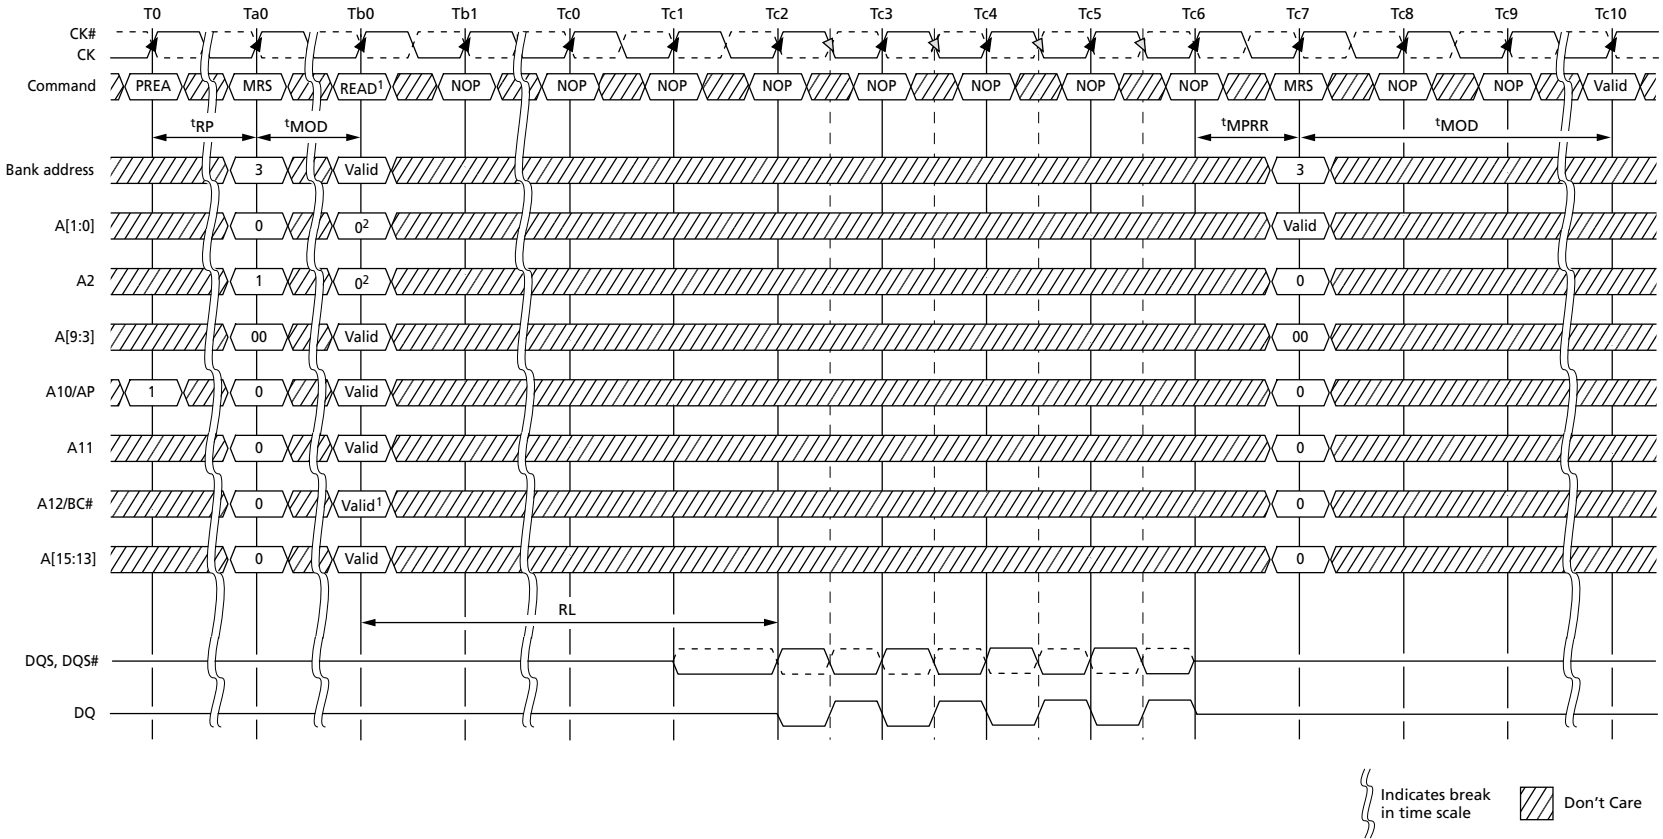 T0 Ta0 Tb0 Tb1 Tc0 Tc1 Tc2 Tc3 Tc4 Tc5 Tc6 Tc7 Tc8 Tc9 Tc10
CK#
CK
Command PREA MRS READ1 NOP NOP NOP NOP NOP NOP NOP NOP MRS NOP NOP Valid
tRP tMOD tMPRR tMOD
Bank address 3 Valid 3
A[1:0] 0 02 Valid
A2 1 02 0
A[9:3] 00 Valid 00
A10/AP 1 0 Valid 0
A11 0 Valid 0
A12/BC# 0 Valid1 0
A[15:13] 0 Valid 0
RL
DQS, DQS#
DQ
Indicates break
in time scale
Don't Care